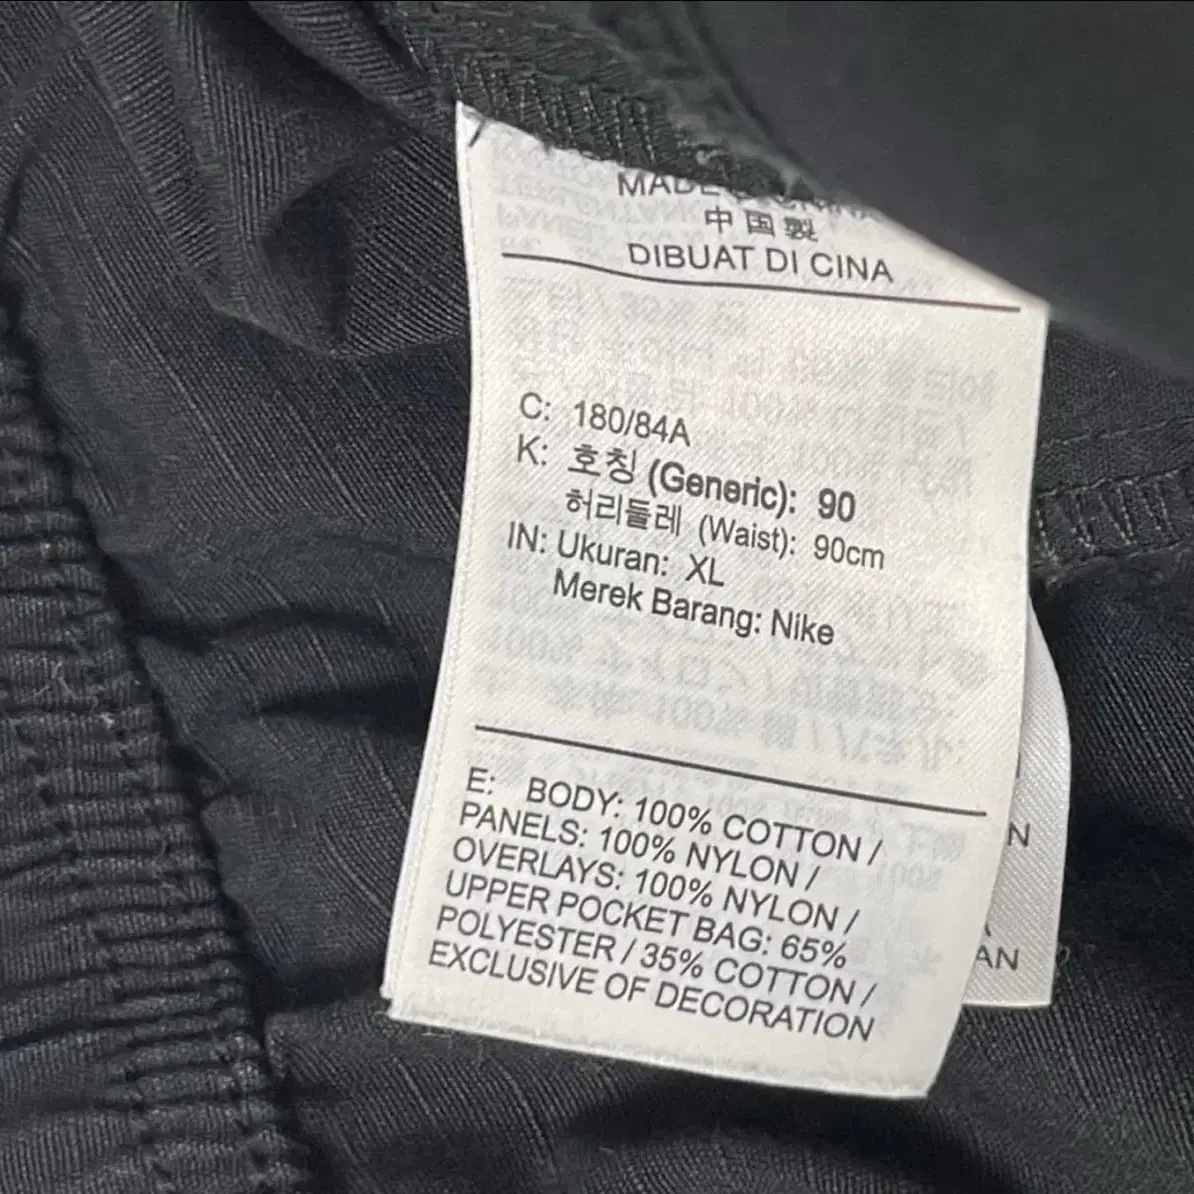 MADE
中国製
DIBUAT DI CINA
C: 180/84A
K: 호칭 (Generic): 90
허리둘레 (Waist): 90cm
IN: Ukuran: XL
Merek Barang: Nike
E: BODY: 100% COTTON /
PANELS: 100% NYLON /
OVERLAYS: 100% NYLON /
UPPER POCKET BAG: 65%
POLYESTER / 35% COTTON /
EXCLUSIVE OF DECORATION
N
AN